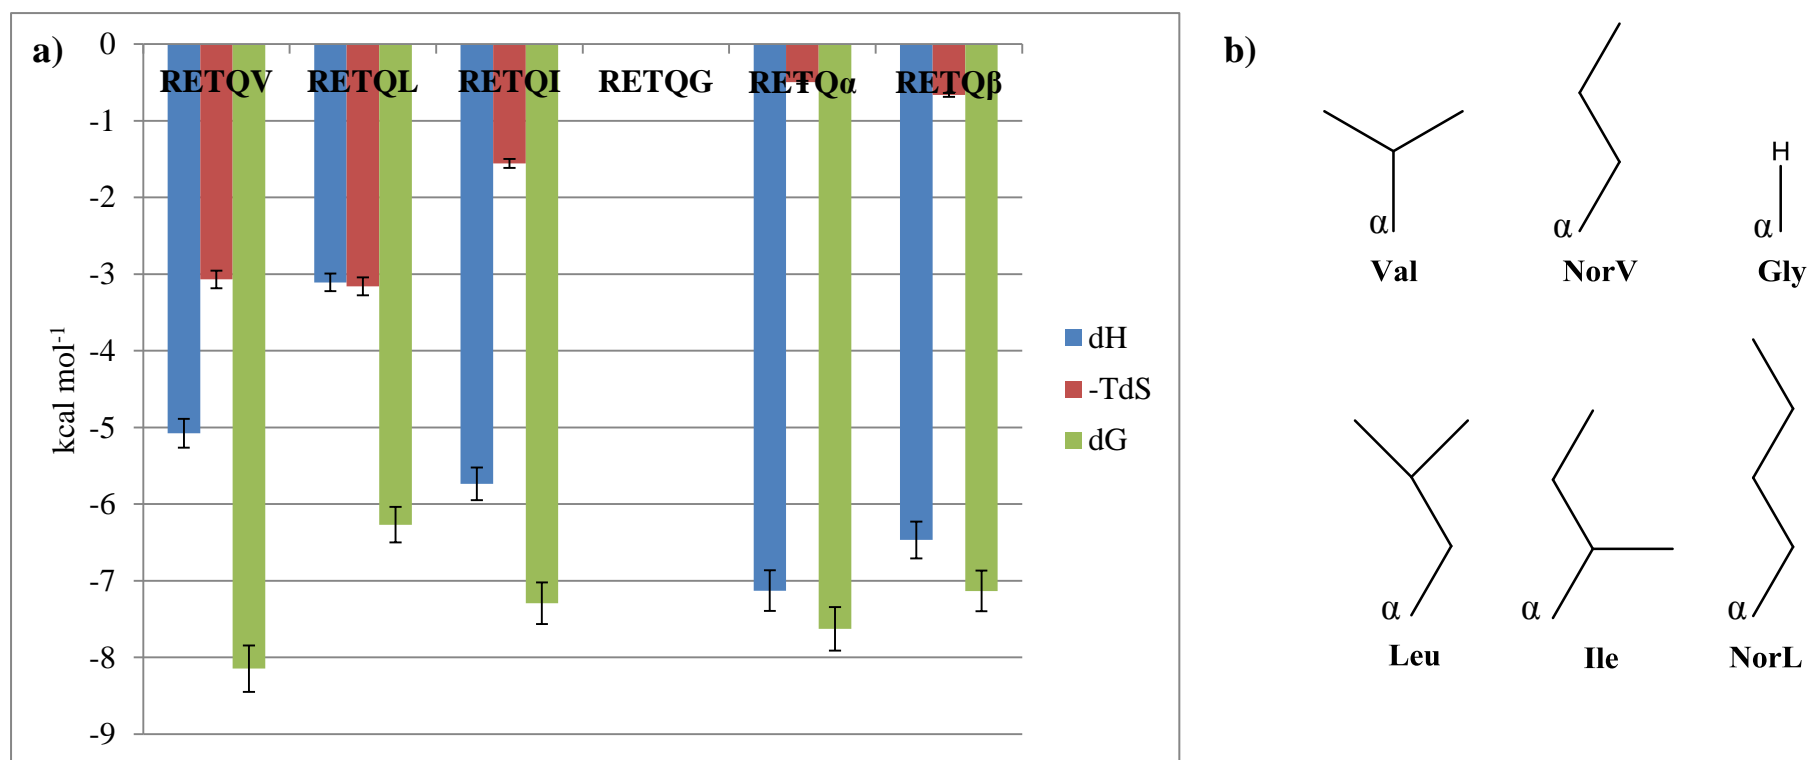 a)
0
RETQV RETQL RETQI RETQG RETQα RETQβ
-1
-2
-3
-4
-5
-6
-7
-8
-9
kcal mol-1
dH
-TdS
dG
b)
H
α α α
Val NorV Gly
α α α
Leu Ile NorL